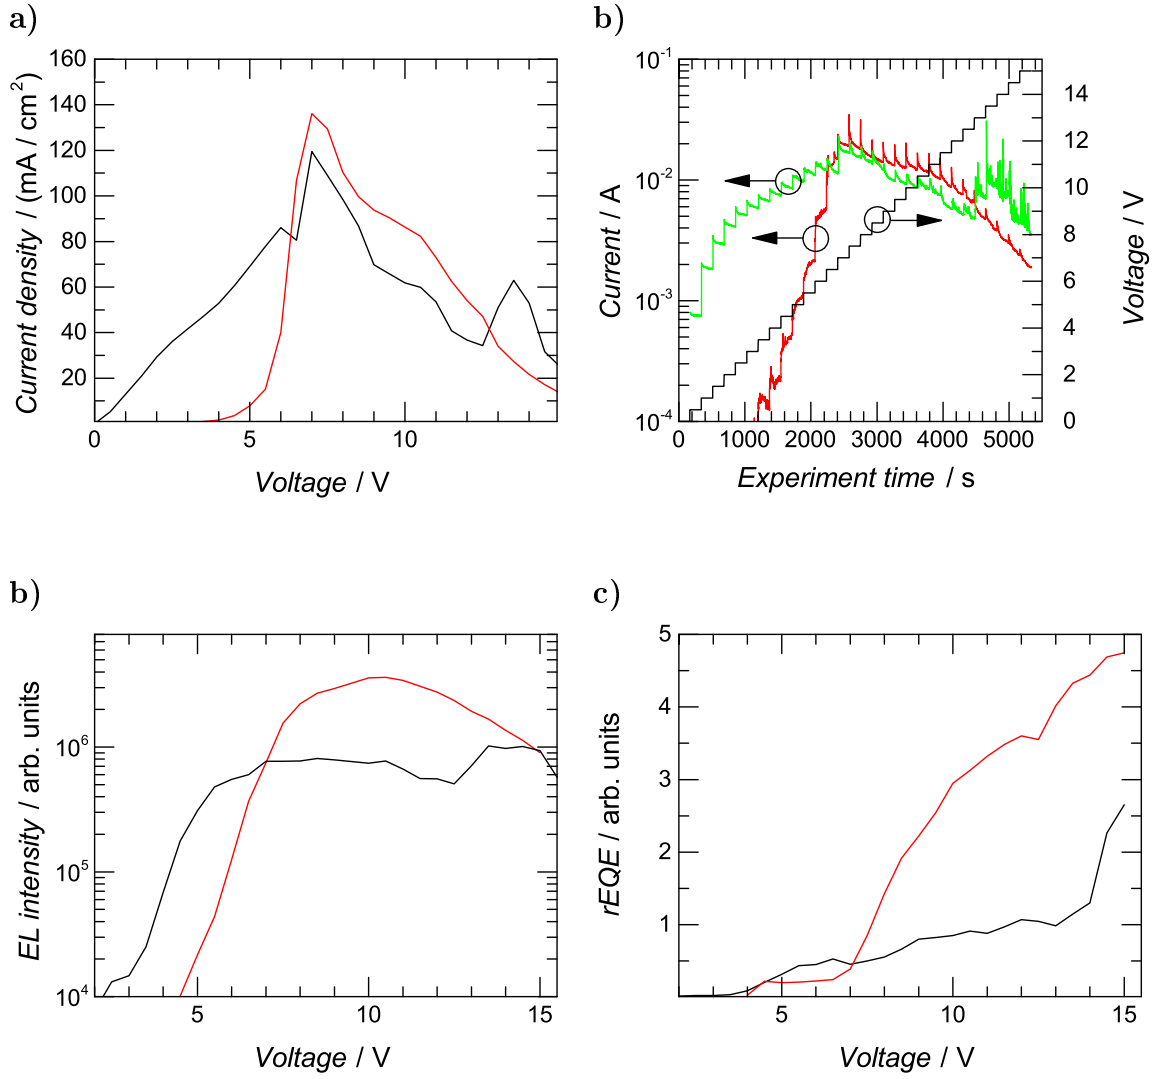 a)
160
140
120
100
80
60
40
20
0
5
10
Current density / (mA / cm²)
Voltage / V
b)
10⁻¹
10⁻²
10⁻³
10⁻⁴
Current / A
14
12
10
8
6
4
2
0
Voltage / V
0 1000 2000 3000 4000 5000
Experiment time / s
b)
10⁶
10⁵
10⁴
EL intensity / arb. units
5 10 15
Voltage / V
c)
5
4
3
2
1
rEQE / arb. units
5 10 15
Voltage / V